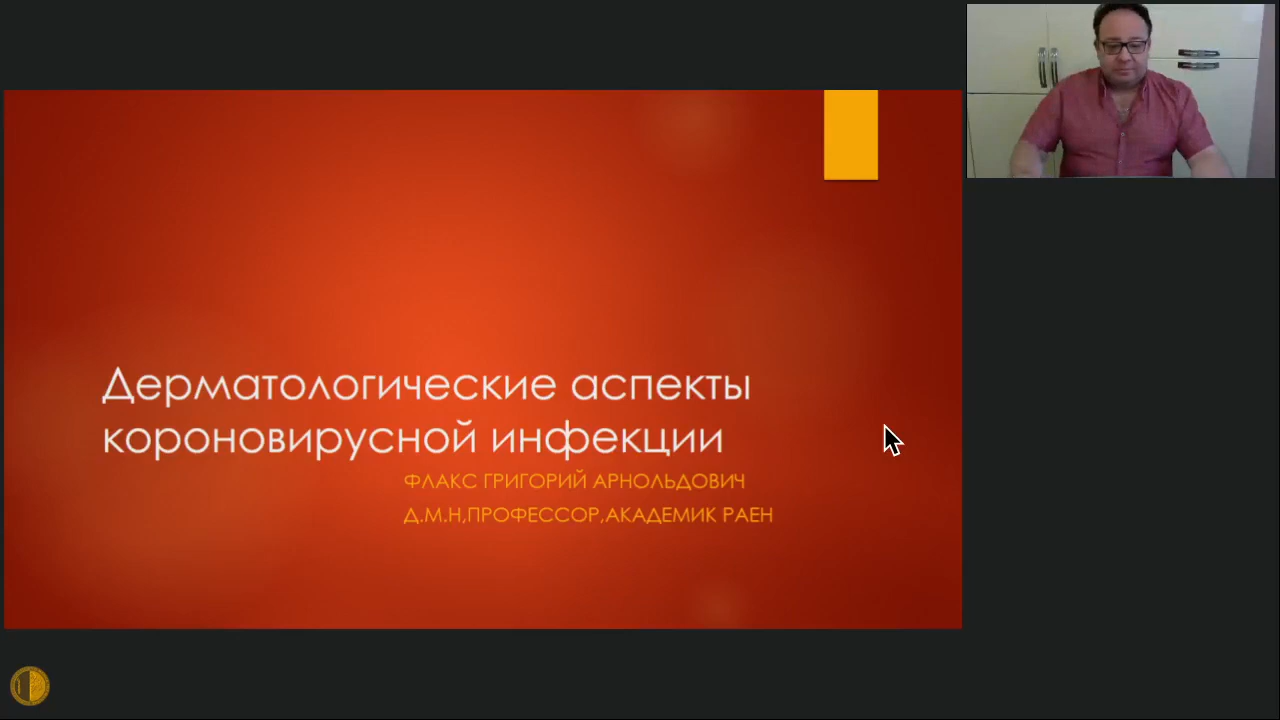 Дерматологические аспекты
короновирусной инфекции
ФЛАКС ГРИГОРИЙ АРНОЛЬДОВИЧ
Д.М.Н,ПРОФЕССОР,АКАДЕМИК РАЕН